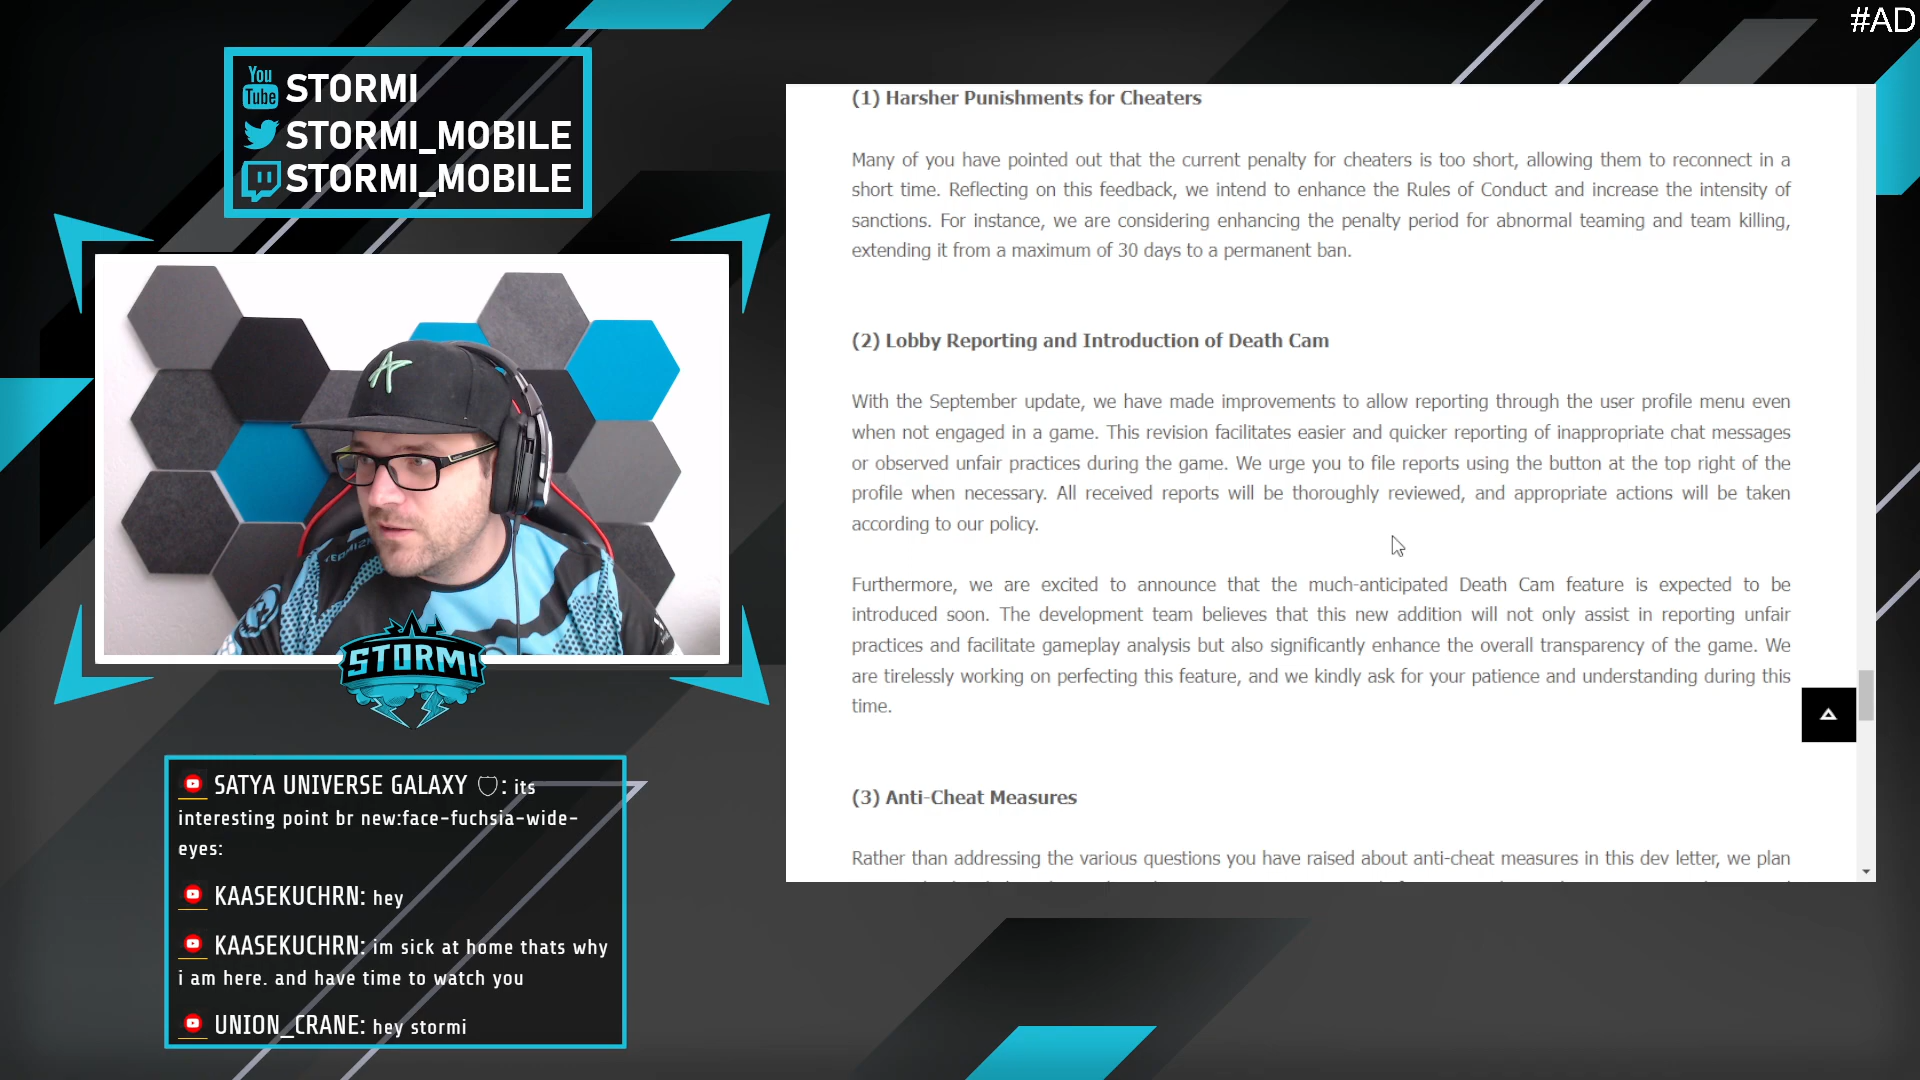 #AD
You
Tube
STORMI
STORMI_MOBILE
STORMI_MOBILE
STORMI
SATYA UNIVERSE GALAXY: its
interesting point br new:face-fuchsia-wide-
eyes:
KAASEKUCHRN: hey
KAASEKUCHRN: im sick at home thats why
i am here. and have time to watch you
UNION_CRANE: hey stormi
(1) Harsher Punishments for Cheaters
Many of you have pointed out that the current penalty for cheaters is too short, allowing them to reconnect in a
short time. Reflecting on this feedback, we intend to enhance the Rules of Conduct and increase the intensity of
sanctions. For instance, we are considering enhancing the penalty period for abnormal teaming and team killing,
extending it from a maximum of 30 days to a permanent ban.
(2) Lobby Reporting and Introduction of Death Cam
With the September update, we have made improvements to allow reporting through the user profile menu even
when not engaged in a game. This revision facilitates easier and quicker reporting of inappropriate chat messages
or observed unfair practices during the game. We urge you to file reports using the button at the top right of the
profile when necessary. All received reports will be thoroughly reviewed, and appropriate actions will be taken
according to our policy.
Furthermore, we are excited to announce that the much-anticipated Death Cam feature is expected to be
introduced soon. The development team believes that this new addition will not only assist in reporting unfair
practices and facilitate gameplay analysis but also significantly enhance the overall transparency of the game. We
are tirelessly working on perfecting this feature, and we kindly ask for your patience and understanding during this
time.
(3) Anti-Cheat Measures
Rather than addressing the various questions you have raised about anti-cheat measures in this dev letter, we plan